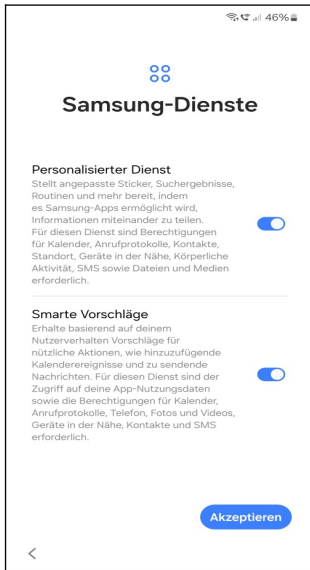 46%
Samsung-Dienste
Personalisierter Dienst
Stellt angepasste Sticker, Suchergebnisse,
Routinen und mehr bereit, indem
es Samsung-Apps ermöglicht wird,
Informationen miteinander zu teilen.
Für diesen Dienst sind Berechtigungen
für Kalender, Anrufprotokolle, Kontakte,
Standort, Geräte in der Nähe, Körperliche
Aktivität, SMS sowie Dateien und Medien
erforderlich.
Smarte Vorschläge
Erhalte basierend auf deinem
Nutzerverhalten Vorschläge für
nützliche Aktionen, wie hinzuzufügende
Kalenderereignisse und zu sendende
Nachrichten. Für diesen Dienst sind der
Zugriff auf deine App-Nutzungsdaten
sowie die Berechtigungen für Kalender,
Anrufprotokolle, Telefon, Fotos und Videos,
Geräte in der Nähe, Kontakte und SMS
erforderlich.
Akzeptieren